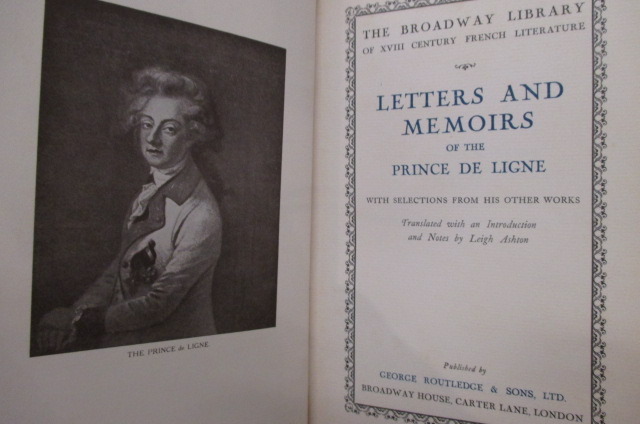 THE PRINCE de LIGNE
THE BROADWAY LIBRARY
OF XVIII CENTURY FRENCH LITERATURE
LETTERS AND
MEMOIRS
OF THE
PRINCE DE LIGNE
WITH SELECTIONS FROM HIS OTHER WORKS
Translated with an Introduction
and Notes by Leigh Ashton
Published by
GEORGE ROUTLEDGE & SONS, LTD.
BROADWAY HOUSE, CARTER LANE, LONDON